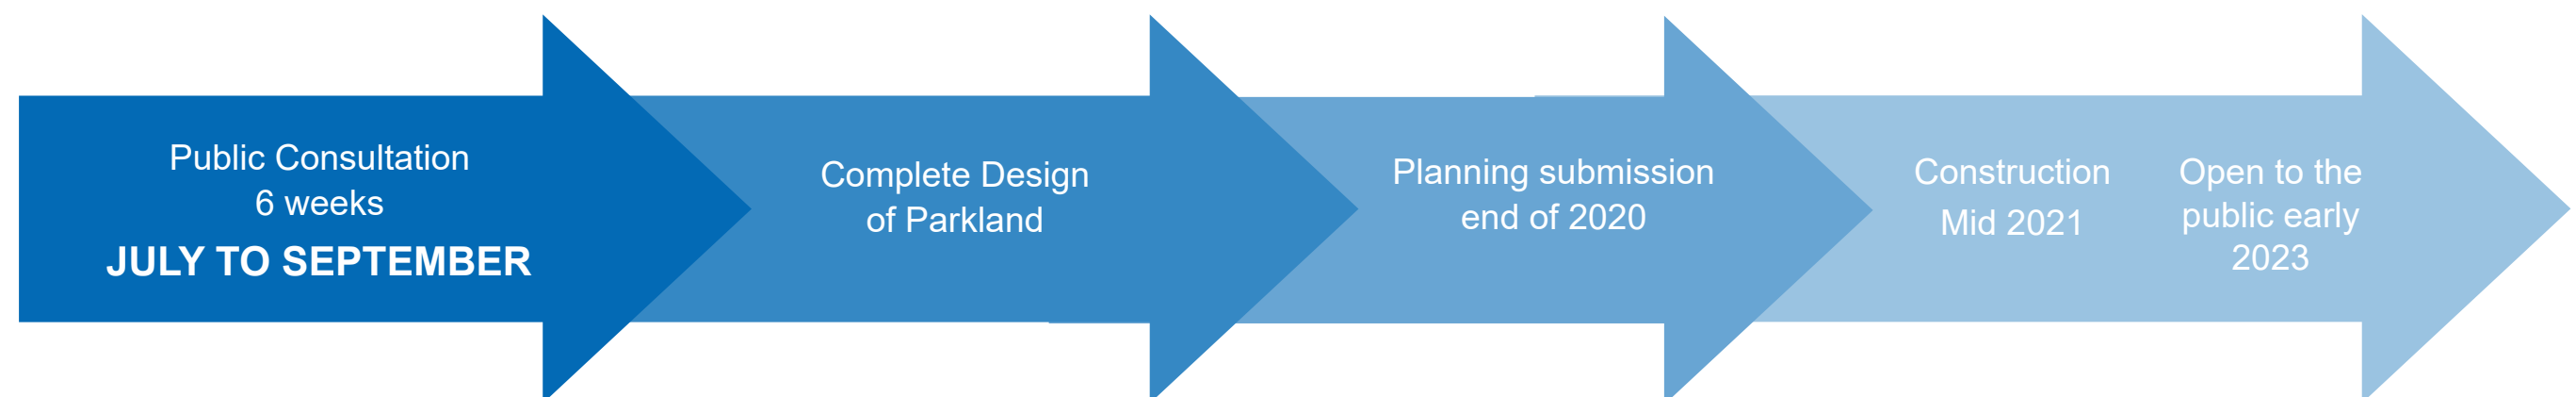 Public Consultation
6 weeks
JULY TO SEPTEMBER
Complete Design
of Parkland
Planning submission
end of 2020
Construction
Mid 2021
Open to the
public early
2023